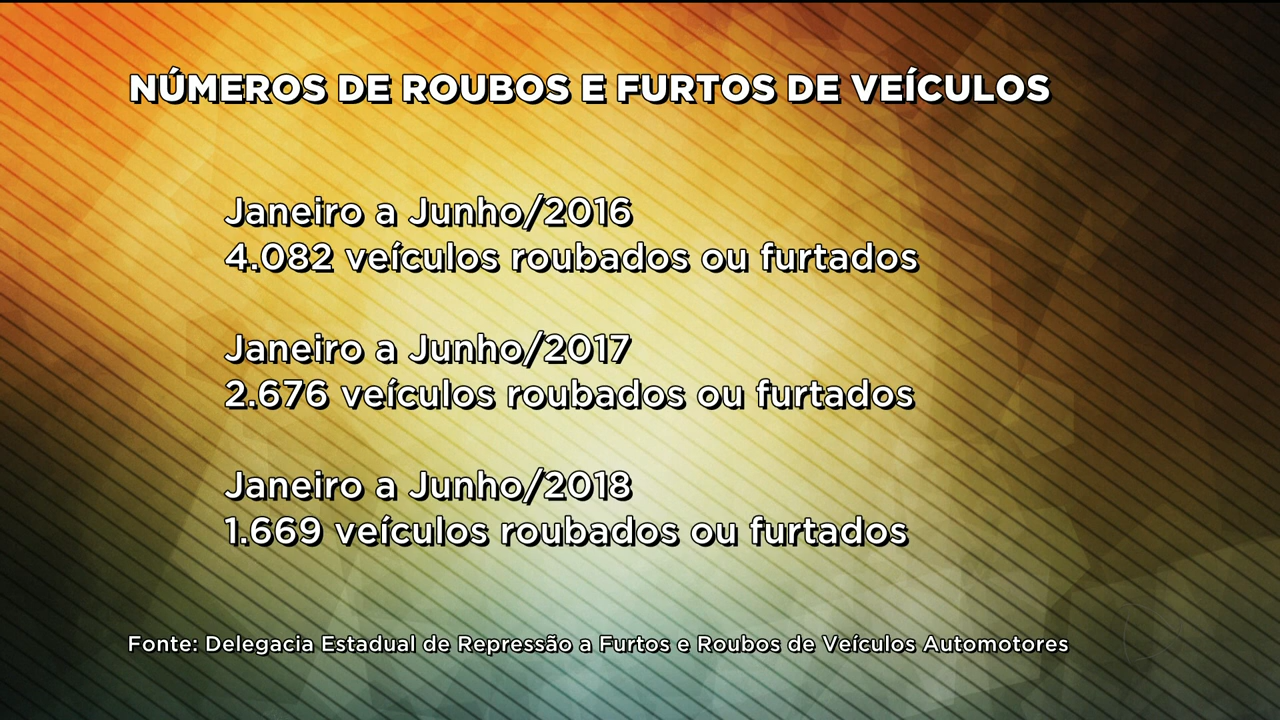 NÚMEROS DE ROUBOS E FURTOS DE VEÍCULOS
Janeiro a Junho/2016
4.082 veículos roubados ou furtados
Janeiro a Junho/2017
2.676 veículos roubados ou furtados
Janeiro a Junho/2018
1.669 veículos roubados ou furtados
Fonte: Delegacia Estadual de Repressão a Furtos e Roubos de Veículos Automotores